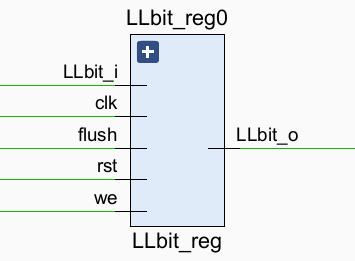 LLbit_reg0
LLbit_i
clk
flush
LLbit_o
rst
we
LLbit_reg